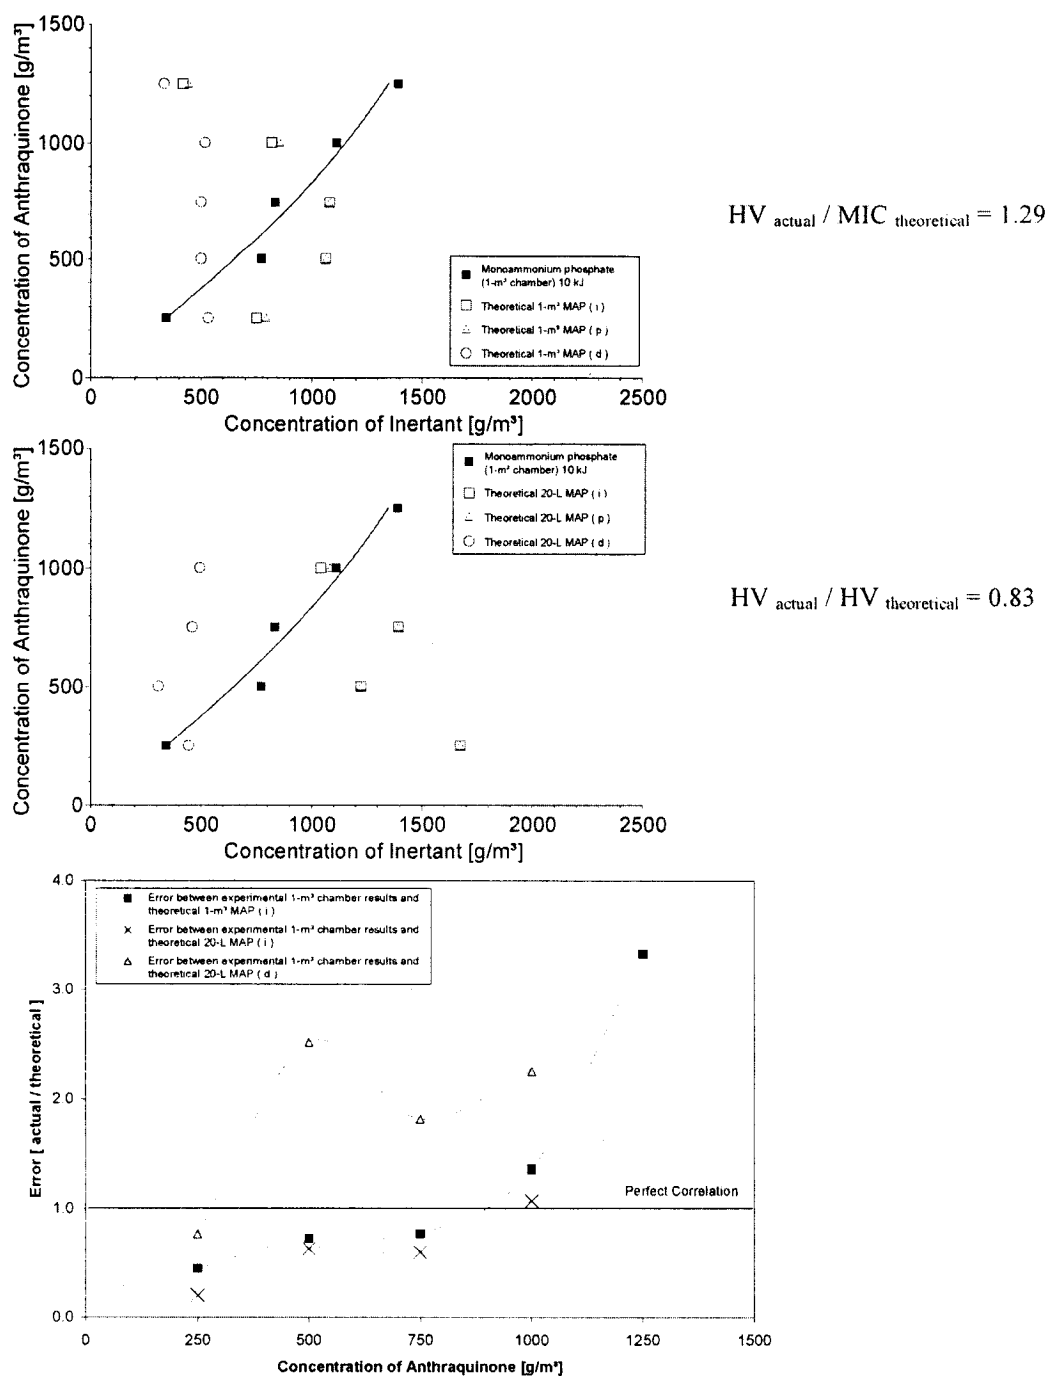 1500
1000
500
0
Concentration of Anthraquinone [g/m³]
0 500 1000 1500 2000 2500
Concentration of Inertant [g/m³]
Monoammonium phosphate
(1-m³ chamber) 10 kJ
Theoretical 1-m³ MAP ( i )
Theoretical 1-m³ MAP ( p )
Theoretical 1-m³ MAP ( d )
HV actual / MIC theoretical = 1.29
1500
1000
500
0
Concentration of Anthraquinone [g/m³]
0 500 1000 1500 2000 2500
Concentration of Inertant [g/m³]
Monoammonium phosphate
(1-m³ chamber) 10 kJ
Theoretical 20-L MAP ( i )
Theoretical 20-L MAP ( p )
Theoretical 20-L MAP ( d )
HV actual / HV theoretical = 0.83
4.0
3.0
2.0
1.0
0.0
Error [ actual / theoretical ]
Error between experimental 1-m³ chamber results and
theoretical 1-m³ MAP ( i )
Error between experimental 1-m³ chamber results and
theoretical 20-L MAP ( i )
Error between experimental 1-m³ chamber results and
theoretical 20-L MAP ( d )
Perfect Correlation
0 250 500 750 1000 1250 1500
Concentration of Anthraquinone [g/m³]